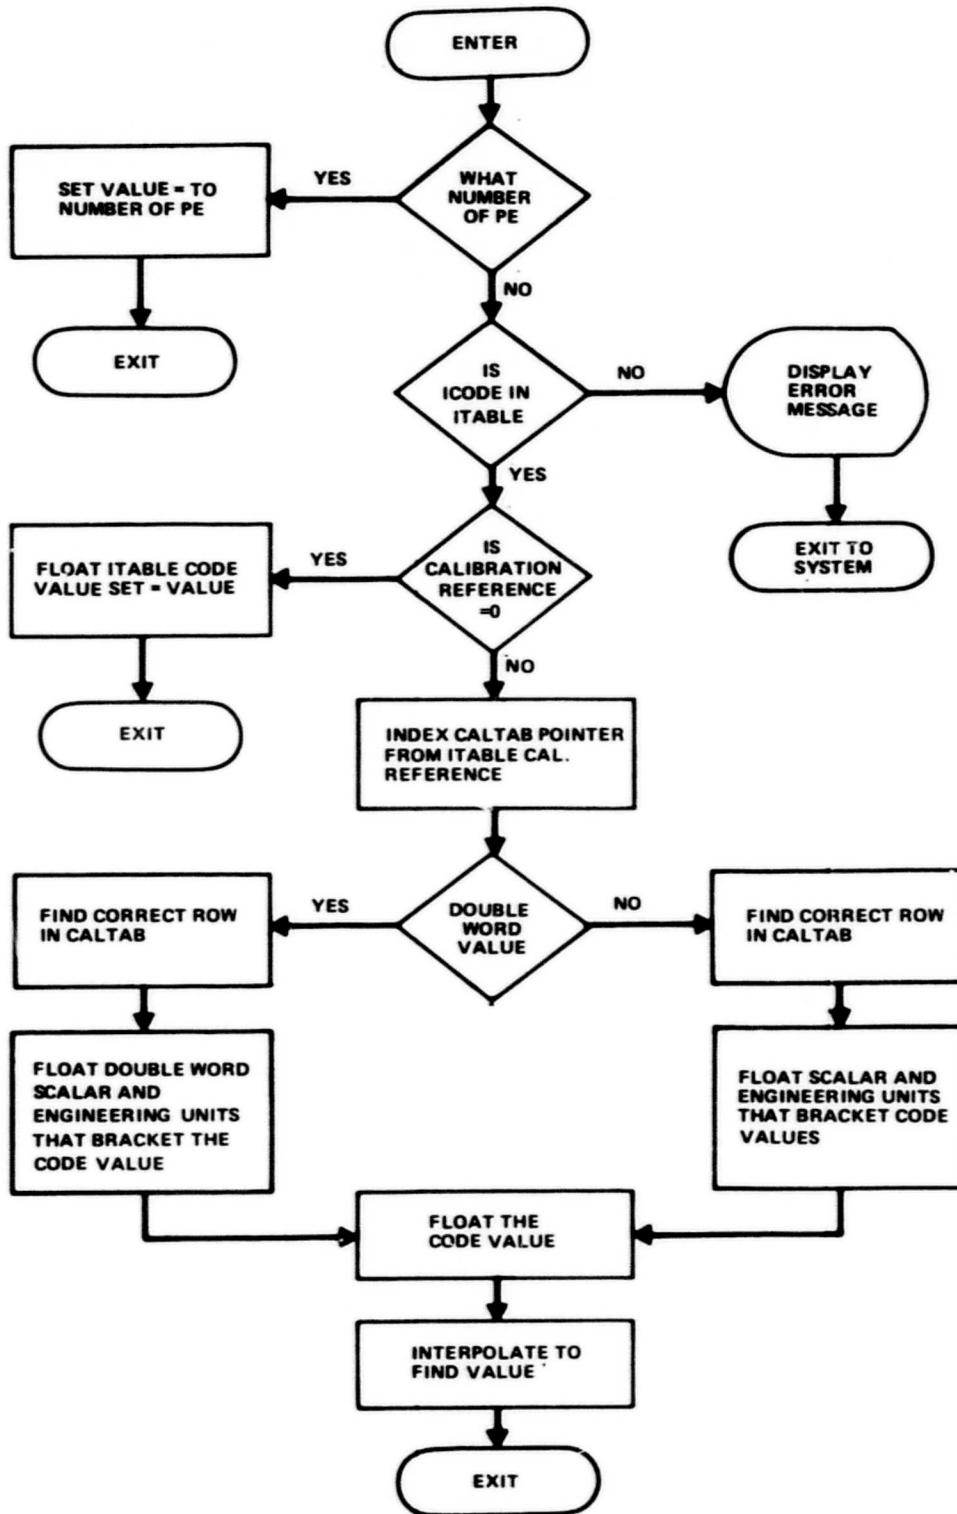 ENTER
WHAT
NUMBER
OF PE
YES
SET VALUE = TO
NUMBER OF PE
EXIT
NO
IS
ICODE IN
ITABLE
NO
DISPLAY
ERROR
MESSAGE
EXIT TO
SYSTEM
YES
IS
CALIBRATION
REFERENCE
=0
YES
FLOAT ITABLE CODE
VALUE SET = VALUE
EXIT
NO
INDEX CALTAB POINTER
FROM ITABLE CAL.
REFERENCE
DOUBLE
WORD
VALUE
YES
FIND CORRECT ROW
IN CALTAB
FLOAT DOUBLE WORD
SCALAR AND
ENGINEERING UNITS
THAT BRACKET THE
CODE VALUE
NO
FIND CORRECT ROW
IN CALTAB
FLOAT SCALAR AND
ENGINEERING UNITS
THAT BRACKET CODE
VALUES
FLOAT THE
CODE VALUE
INTERPOLATE TO
FIND VALUE
EXIT